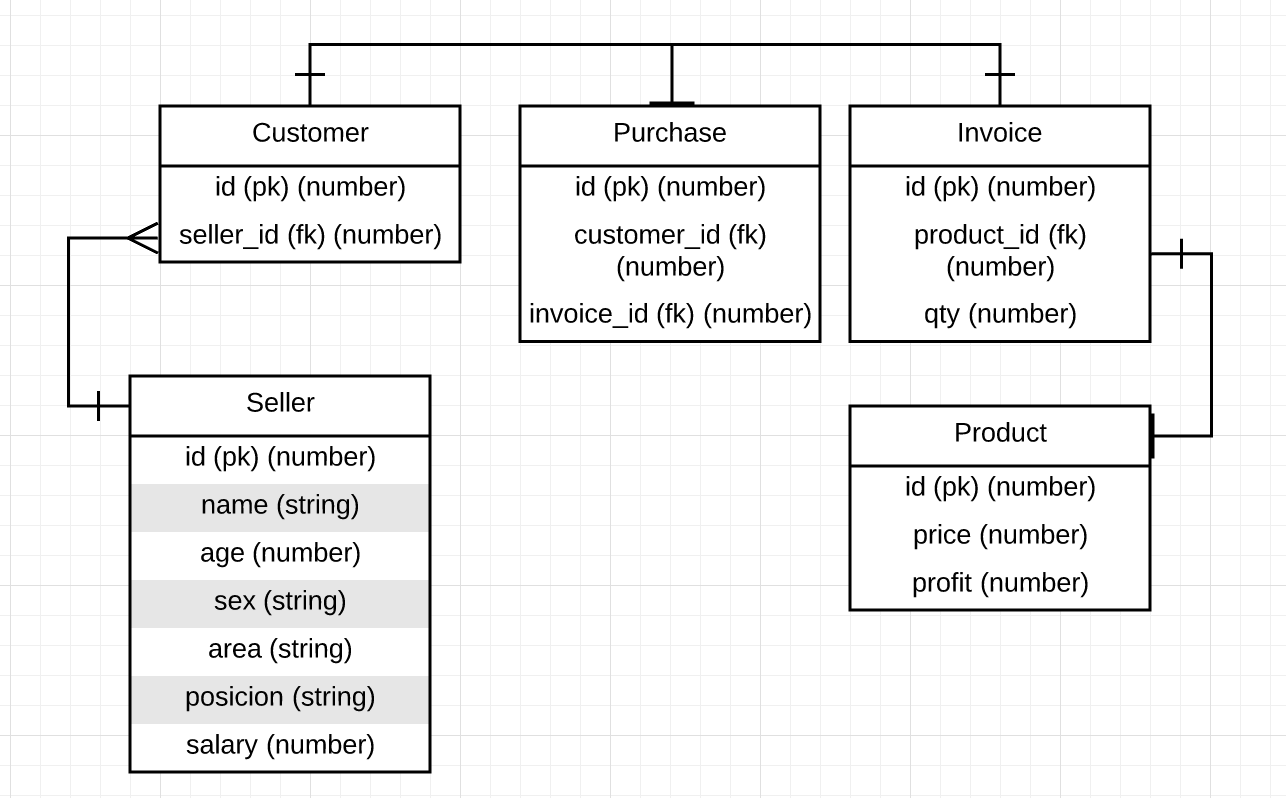 Customer
id (pk) (number)
seller_id (fk) (number)
Purchase
id (pk) (number)
customer_id (fk)
(number)
invoice_id (fk) (number)
Invoice
id (pk) (number)
product_id (fk)
(number)
qty (number)
Seller
id (pk) (number)
name (string)
age (number)
sex (string)
area (string)
posicion (string)
salary (number)
Product
id (pk) (number)
price (number)
profit (number)